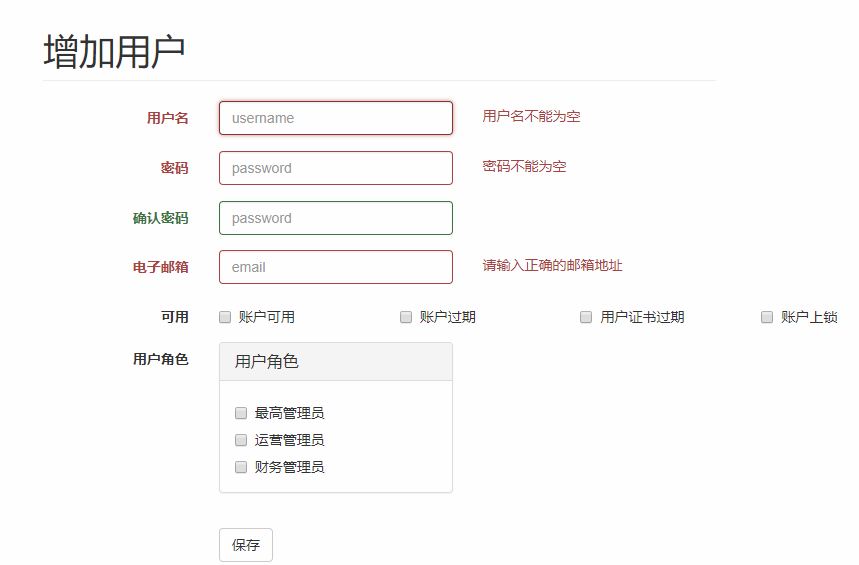 增加用户
用户名 username 用户名不能为空
密码 password 密码不能为空
确认密码 password
电子邮箱 email 请输入正确的邮箱地址
可用 账户可用 账户过期 用户证书过期 账户上锁
用户角色 用户角色
最高管理员
运营管理员
财务管理员
保存